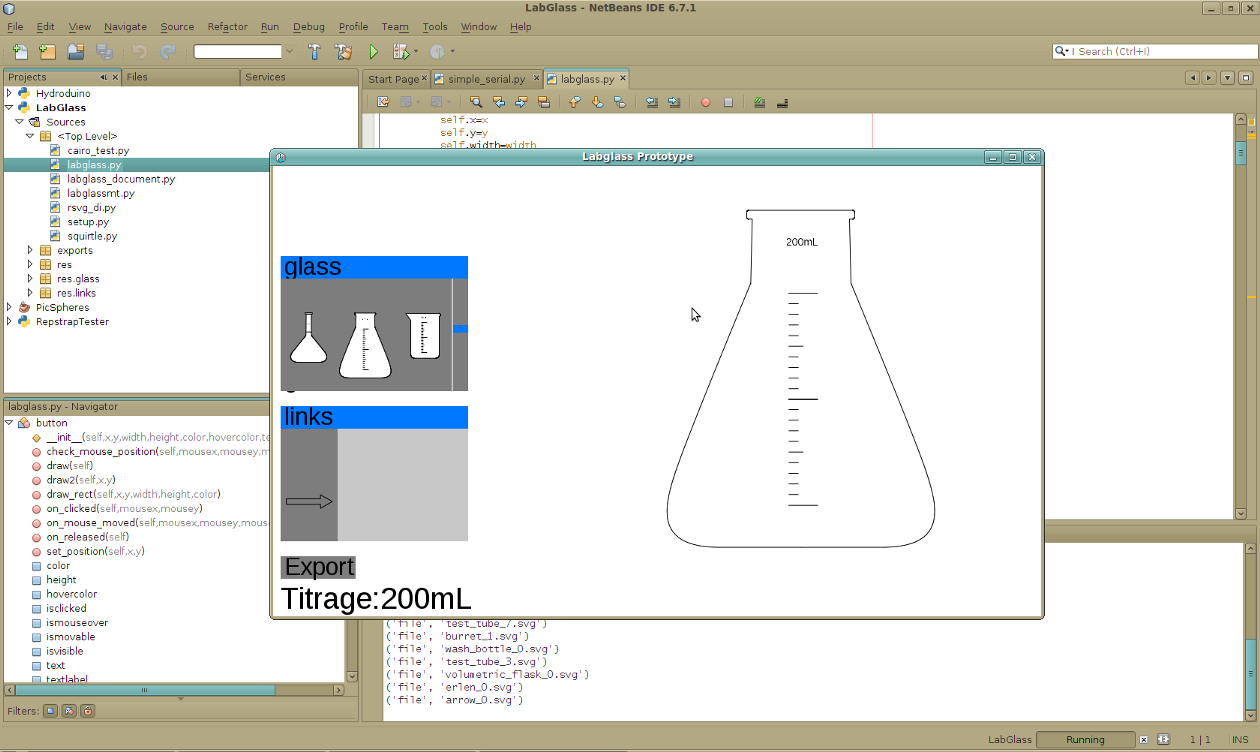 LabGlass - NetBeans IDE 6.7.1
File Edit View Navigate Source Refactor Run Debug Profile Team Tools Window Help
Search (Ctrl+I)
Projects Files Services
Start Page simple_serial.py labglass.py
Hydroduino
LabGlass
Sources
<Top Level>
cairo_test.py
labglass.py
labglass_document.py
labglassmt.py
rsvg_di.py
setup.py
squirtle.py
exports
res
res.glass
res.links
PicSpheres
RepstrapTester
self.x=x
self.y=y
self.width=width
Labglass Prototype
glass
links
Export
Titrage:200mL
200mL
labglass.py - Navigator
button
__init__(self,x,y,width,height,color,hovercolor,te
check_mouse_position(self,mousex,mousey,m
draw(self)
draw2(self,x,y)
draw_rect(self,x,y,width,height,color)
on_clicked(self,mousex,mousey)
on_mouse_moved(self,mousex,mousey,mous
on_released(self)
set_position(self,x,y)
color
height
hovercolor
isclicked
ismouseover
ismovable
isvisible
text
textlabel
Filters:
('file', 'test_tube_7.svg')
('file', 'burret_1.svg')
('file', 'wash_bottle_0.svg')
('file', 'test_tube_3.svg')
('file', 'volumetric_flask_0.svg')
('file', 'erlen_0.svg')
('file', 'arrow_0.svg')
LabGlass Running 1 | 1 INS